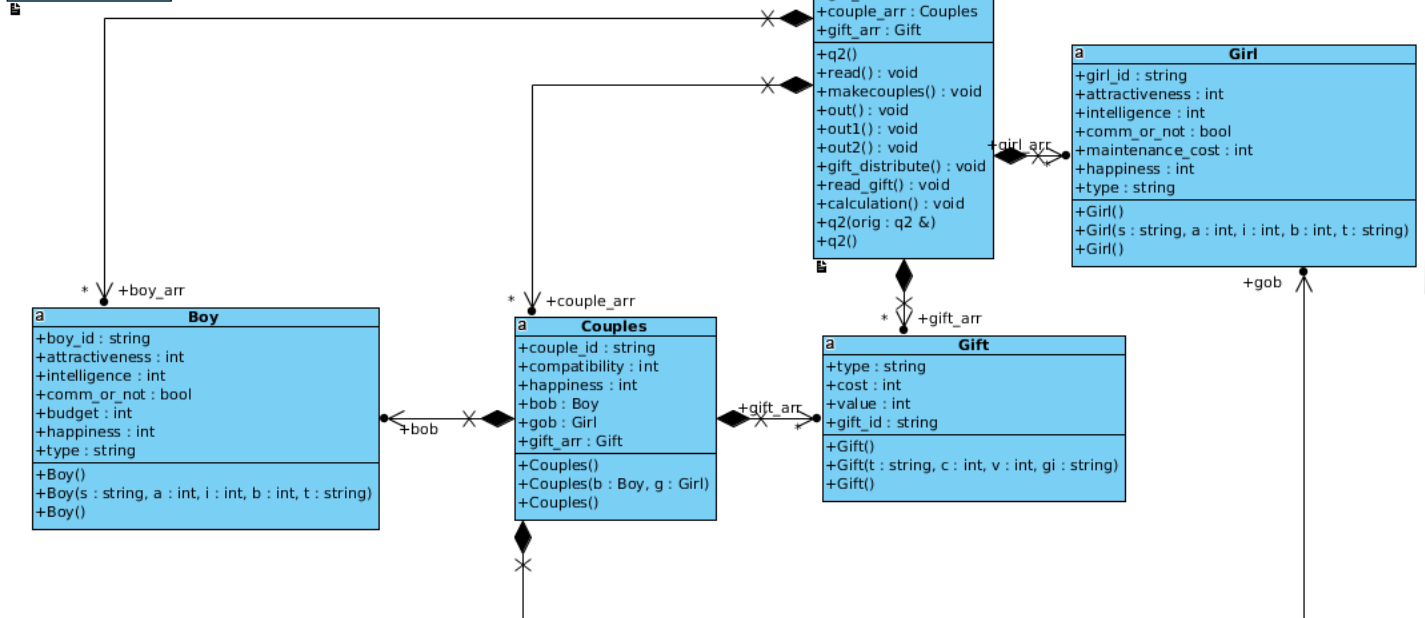 +couple_arr : Couples
+gift_arr : Gift
+q2()
+read() : void
+makecouples() : void
+out() : void
+out1() : void
+out2() : void
+gift_distribute() : void
+read_gift() : void
+calculation() : void
+q2(orig : q2 &)
+q2()
+girl_arr
*
a
Girl
+girl_id : string
+attractiveness : int
+intelligence : int
+comm_or_not : bool
+maintenance_cost : int
+happiness : int
+type : string
+Girl()
+Girl(s : string, a : int, i : int, b : int, t : string)
+Girl()
+gob
* +boy_arr
a
Boy
+boy_id : string
+attractiveness : int
+intelligence : int
+comm_or_not : bool
+budget : int
+happiness : int
+type : string
+Boy()
+Boy(s : string, a : int, i : int, b : int, t : string)
+Boy()
+bob
* +couple_arr
a
Couples
+couple_id : string
+compatibility : int
+happiness : int
+bob : Boy
+gob : Girl
+gift_arr : Gift
+Couples()
+Couples(b : Boy, g : Girl)
+Couples()
+gift_arr
*
* +gift_arr
a
Gift
+type : string
+cost : int
+value : int
+gift_id : string
+Gift()
+Gift(t : string, c : int, v : int, gi : string)
+Gift()